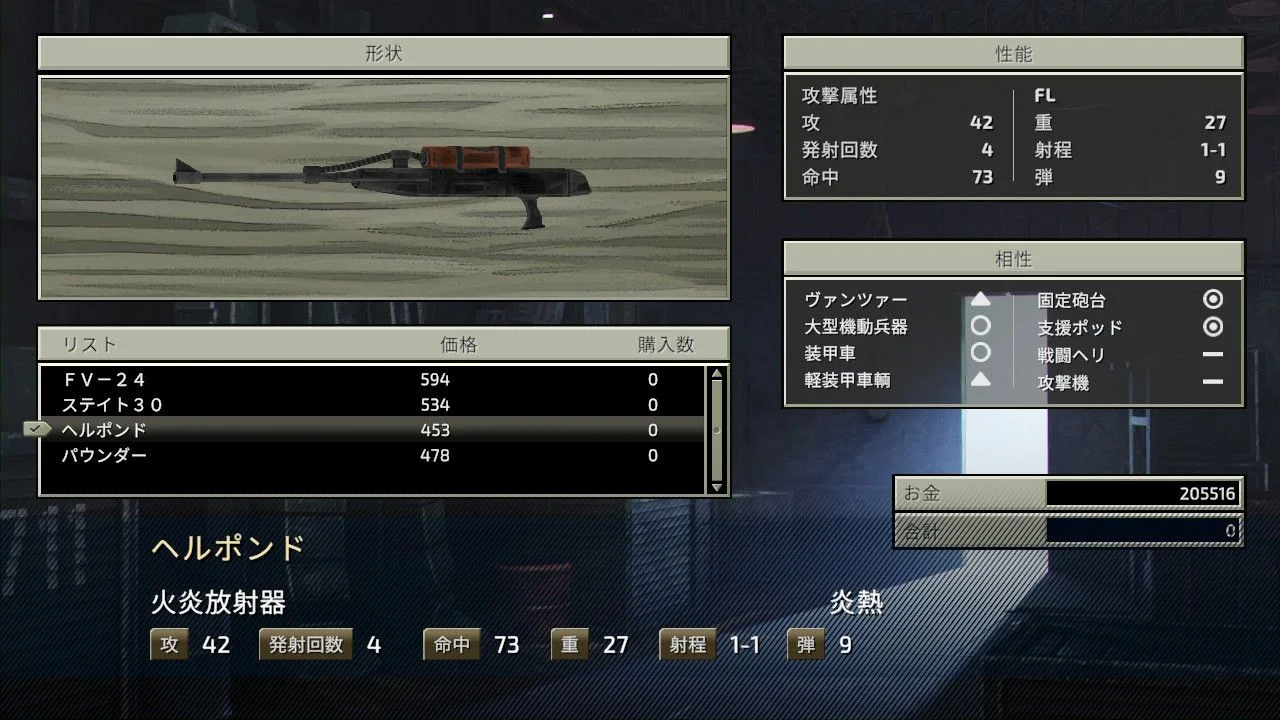 形状
リスト 価格 購入数
ＦＶ－２４ 594 0
ステイト３０ 534 0
ヘルポンド 453 0
パウンダー 478 0
性能
攻撃属性 FL
攻 42 重 27
発射回数 4 射程 1-1
命中 73 弾 9
相性
ヴァンツァー ▲ 固定砲台 ◎
大型機動兵器 ○ 支援ポッド ◎
装甲車 ○ 戦闘ヘリ ー
軽装甲車輌 ▲ 攻撃機 ー
お金 205516
合計 0
ヘルポンド
火炎放射器 炎熱
攻 42 発射回数 4 命中 73 重 27 射程 1-1 弾 9